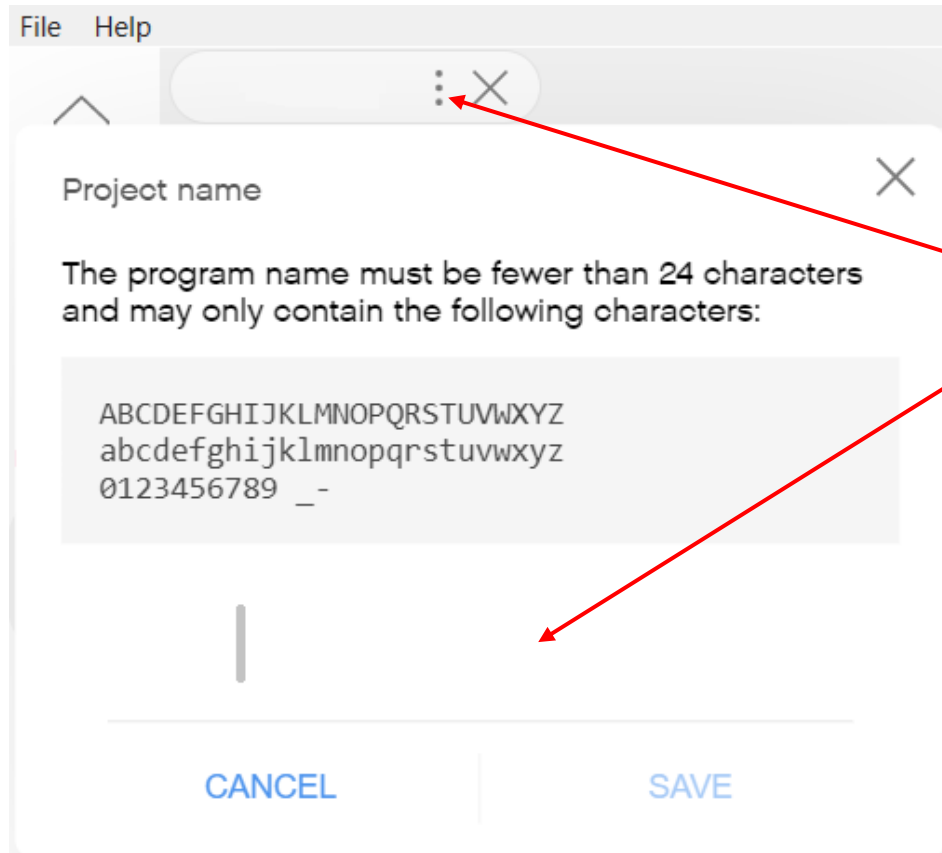 File Help
Project name
The program name must be fewer than 24 characters
and may only contain the following characters:
ABCDEFGHIJKLMNOPQRSTUVWXYZ
abcdefghijklmnopqrstuvwxyz
0123456789 _-
CANCEL SAVE